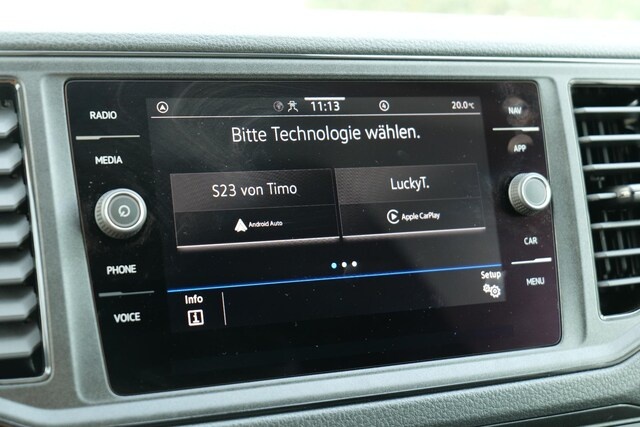 RADIO
MEDIA
PHONE
VOICE
11:13
20.0°C
Bitte Technologie wählen.
S23 von Timo
Android Auto
LuckyT.
Apple CarPlay
Info
Setup
NAV
APP
CAR
MENU